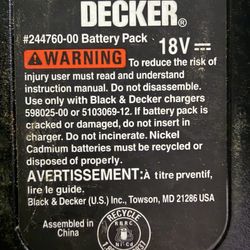 DECKER®
#244760-00 Battery Pack
18V
WARNING To reduce the risk of
injury user must read and understand
instruction manual. Do not disassemble.
Use only with Black & Decker chargers
598025-00 or 5103069-12. If battery pack
is cracked or damaged, do not insert in
charger. Do not incinerate. Nickel
Cadmium batteries must be recycled or
disposed of properly.
AVERTISSEMENT:À titre prventif,
lire le guide.
Black & Decker (U.S.) Inc., Towson, MD 21286 USA
Assembled in
China
RECYCLE
RBRC
Ni-Cd